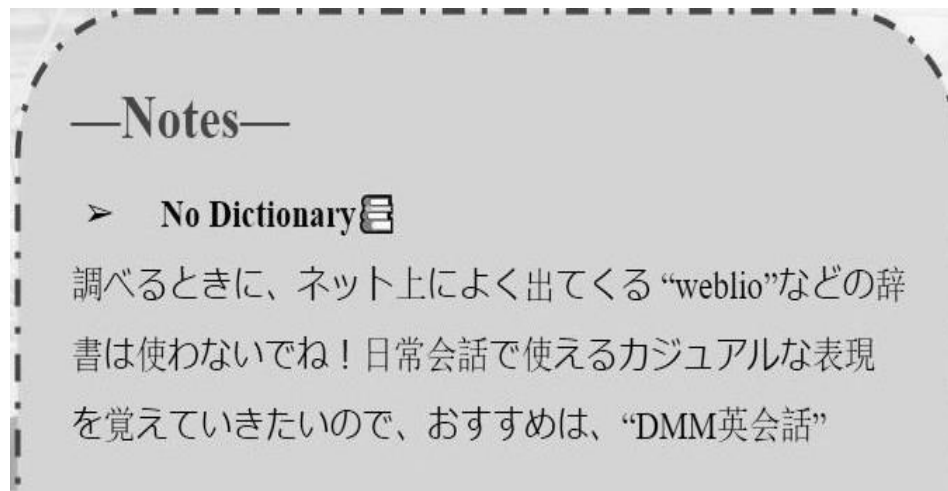 —Notes—
➢ No Dictionary
調べるときに、ネット上によく出てくる “weblio”などの辞
書は使わないでね！日常会話で使えるカジュアルな表現
を覚えていきたいので、おすすめは、“DMM英会話”